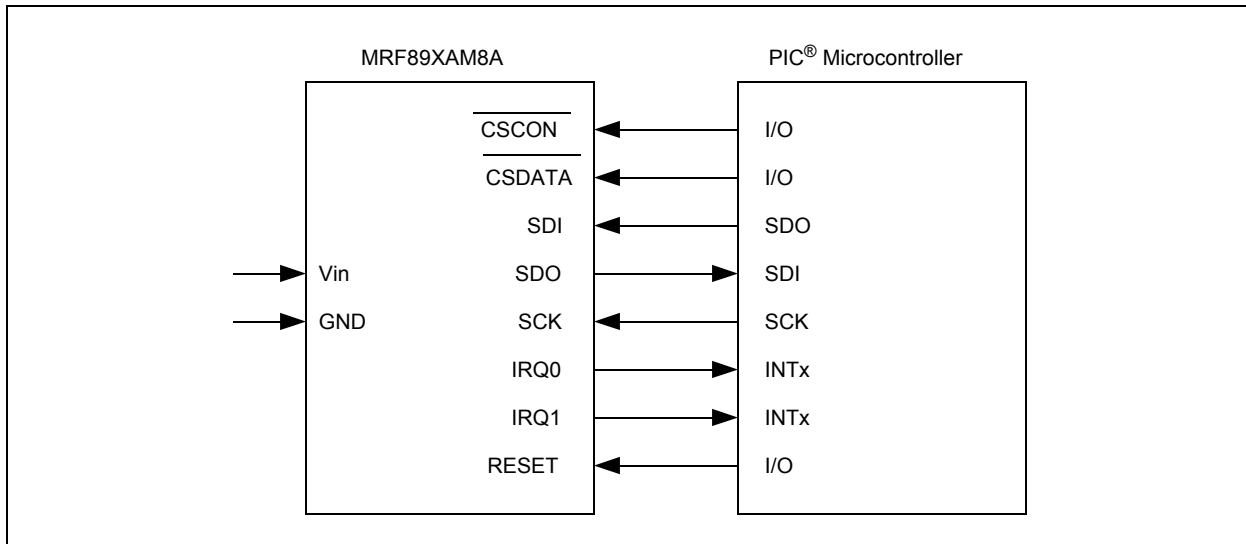 MRF89XAM8A
PIC® Microcontroller
CSCON
I/O
CSDATA
I/O
SDI
SDO
Vin
SDO
SDI
GND
SCK
SCK
IRQ0
INTx
IRQ1
INTx
RESET
I/O